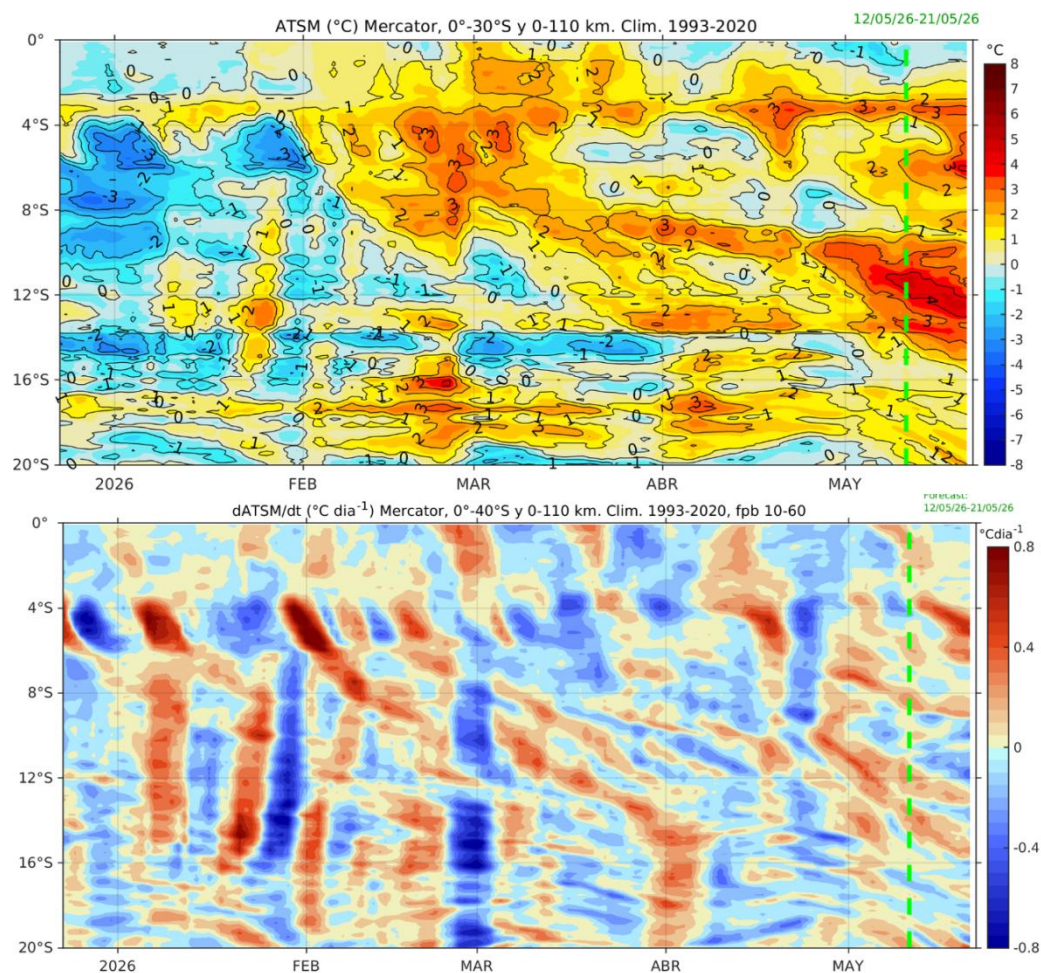 ATSM (°C) Mercator, 0°-30°S y 0-110 km. Clim. 1993-2020
12/05/26-21/05/26
°C
0°
4°S
8°S
12°S
16°S
20°S
2026
FEB
MAR
ABR
MAY
8
7
6
5
4
3
2
1
0
-1
-2
-3
-4
-5
-6
-7
-8
dATSM/dt (°C dia-1) Mercator, 0°-40°S y 0-110 km. Clim. 1993-2020, fpb 10-60
Forecast:
12/05/26-21/05/26
°Cdia-1
0°
4°S
8°S
12°S
16°S
20°S
2026
FEB
MAR
ABR
MAY
0.8
0.4
0
-0.4
-0.8